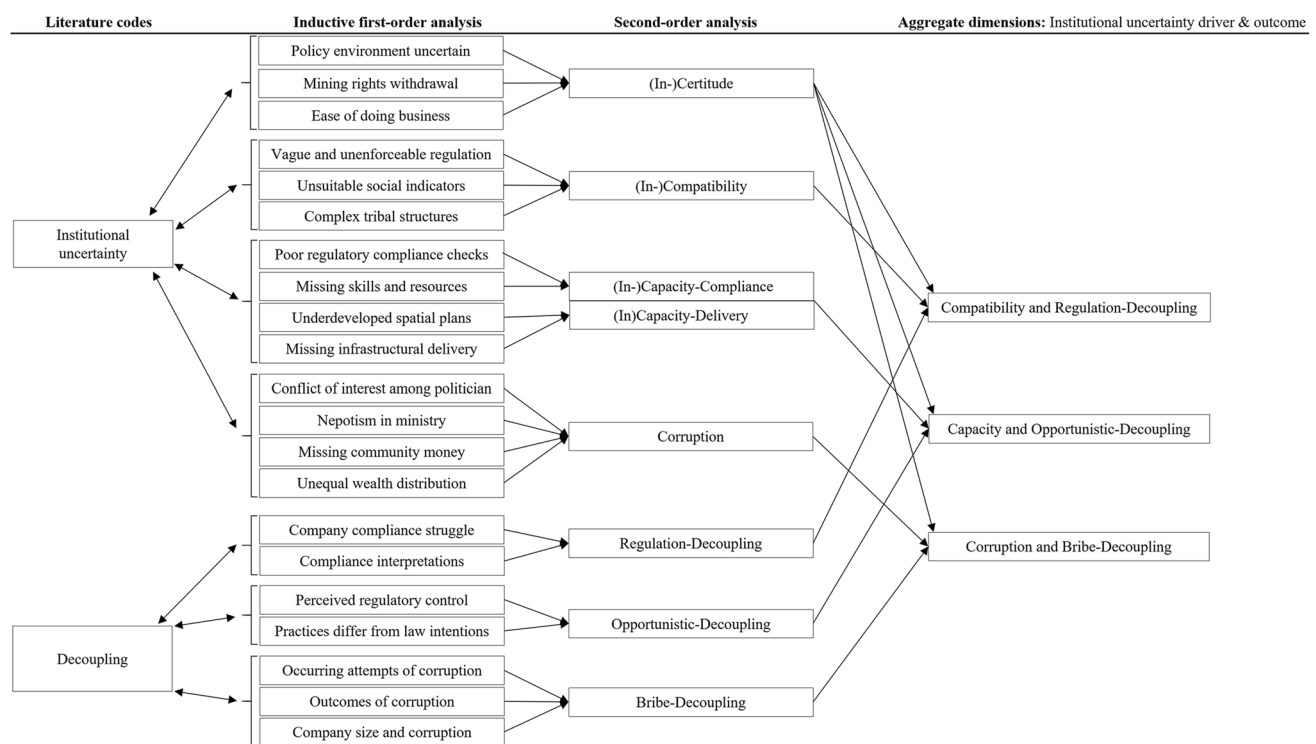 Literature codes
Inductive first-order analysis
Second-order analysis
Aggregate dimensions: Institutional uncertainty driver & outcome
Policy environment uncertain
Mining rights withdrawal
Ease of doing business
(In-)Certitude
Vague and unenforceable regulation
Unsuitable social indicators
Complex tribal structures
(In-)Compatibility
Institutional
uncertainty
Poor regulatory compliance checks
Missing skills and resources
Underdeveloped spatial plans
Missing infrastructural delivery
(In-)Capacity-Compliance
(In)Capacity-Delivery
Conflict of interest among politician
Nepotism in ministry
Missing community money
Unequal wealth distribution
Corruption
Company compliance struggle
Compliance interpretations
Regulation-Decoupling
Perceived regulatory control
Practices differ from law intentions
Opportunistic-Decoupling
Decoupling
Occurring attempts of corruption
Outcomes of corruption
Company size and corruption
Bribe-Decoupling
Compatibility and Regulation-Decoupling
Capacity and Opportunistic-Decoupling
Corruption and Bribe-Decoupling